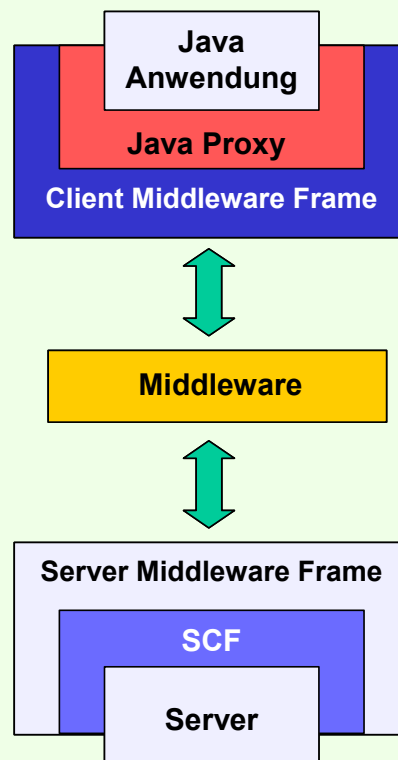 Java
Anwendung
Java Proxy
Client Middleware Frame
Middleware
Server Middleware Frame
SCF
Server